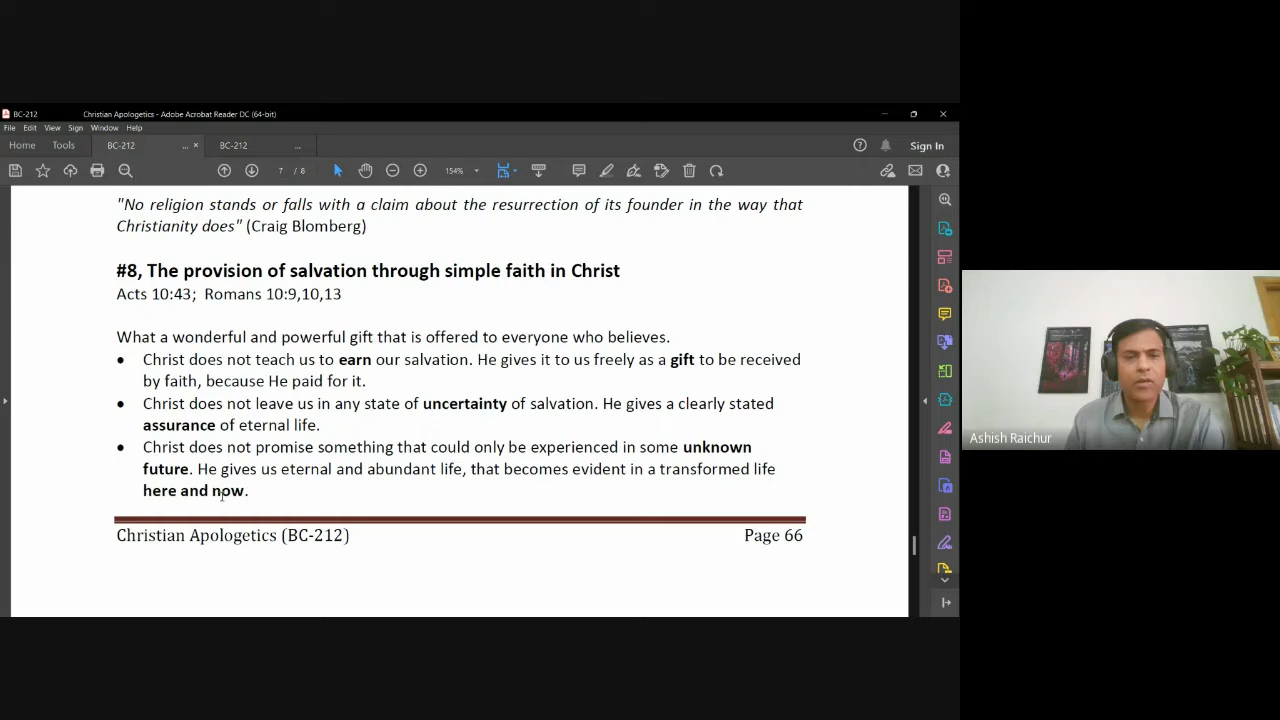 BC-212 Christian Apologetics - Adobe Acrobat Reader DC (64-bit)
File Edit View Sign Window Help
Home Tools BC-212 ... × BC-212 ... Sign In
7 / 8 154%
"No religion stands or falls with a claim about the resurrection of its founder in the way that
Christianity does" (Craig Blomberg)
#8, The provision of salvation through simple faith in Christ
Acts 10:43; Romans 10:9,10,13
What a wonderful and powerful gift that is offered to everyone who believes.
• Christ does not teach us to earn our salvation. He gives it to us freely as a gift to be received
by faith, because He paid for it.
• Christ does not leave us in any state of uncertainty of salvation. He gives a clearly stated
assurance of eternal life.
• Christ does not promise something that could only be experienced in some unknown
future. He gives us eternal and abundant life, that becomes evident in a transformed life
here and now.
Christian Apologetics (BC-212) Page 66
Ashish Raichur